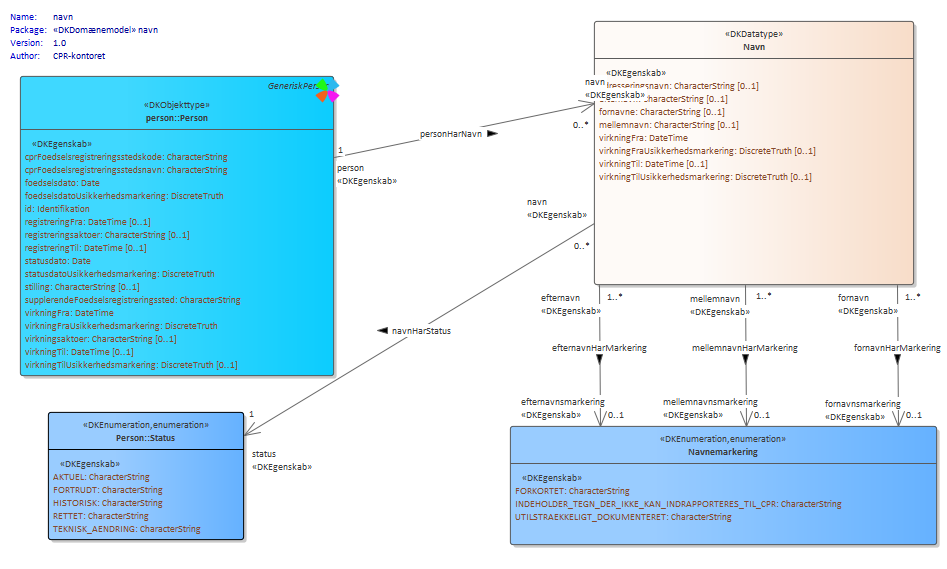 Name: navn
Package: «DKDomænemodel» navn
Version: 1.0
Author: CPR-kontoret
«DKDatatype»
Navn
«DKEgenskab»
CharacterString [0..1]
CharacterString [0..1]
fornavne: CharacterString [0..1]
mellemnavn: CharacterString [0..1]
virkningFra: DateTime
virkningFraUsikkerhedsmarkering: DiscreteTruth [0..1]
virkningTil: DateTime [0..1]
virkningTilUsikkerhedsmarkering: DiscreteTruth [0..1]
navn
«DKEgenskab»
0..*
personHarNavn
1
person
«DKEgenskab»
«DKObjekttype»
person::Person
«DKEgenskab»
cprFoedselsregistreringsstedskode: CharacterString
cprFoedselsregistreringsstedsnavn: CharacterString
foedselsdato: Date
foedselsdatoUsikkerhedsmarkering: DiscreteTruth
id: Identifikation
registreringFra: DateTime [0..1]
registreringsaktoer: CharacterString [0..1]
registreringTil: DateTime [0..1]
statusdato: Date
statusdatoUsikkerhedsmarkering: DiscreteTruth
stilling: CharacterString [0..1]
supplerendeFoedselsregistreringssted: CharacterString
virkningFra: DateTime
virkningFraUsikkerhedsmarkering: DiscreteTruth
virkningsaktoer: CharacterString [0..1]
virkningTil: DateTime [0..1]
virkningTilUsikkerhedsmarkering: DiscreteTruth [0..1]
navn
«DKEgenskab»
0..*
navnHarStatus
1
status
«DKEgenskab»
efternavn
«DKEgenskab»
1..*
efternavnHarMarkering
efternavnsmarkering
«DKEgenskab»
0..1
mellemnavn
«DKEgenskab»
1..*
mellemnavnHarMarkering
mellemnavnsmarkering
«DKEgenskab»
0..1
fornavn
«DKEgenskab»
1..*
fornavnHarMarkering
fornavnsmarkering
«DKEgenskab»
0..1
«DKEnumeration,enumeration»
Person::Status
«DKEgenskab»
AKTUEL: CharacterString
FORTRUDT: CharacterString
HISTORISK: CharacterString
RETTET: CharacterString
TEKNISK_AENDRING: CharacterString
«DKEnumeration,enumeration»
Navnemarkering
«DKEgenskab»
FORKORTET: CharacterString
INDEHOLDER_TEGN_DER_IKKE_KAN_INDRAPPORTERES_TIL_CPR: CharacterString
UTILSTRAEKKELIGT_DOKUMENTERET: CharacterString